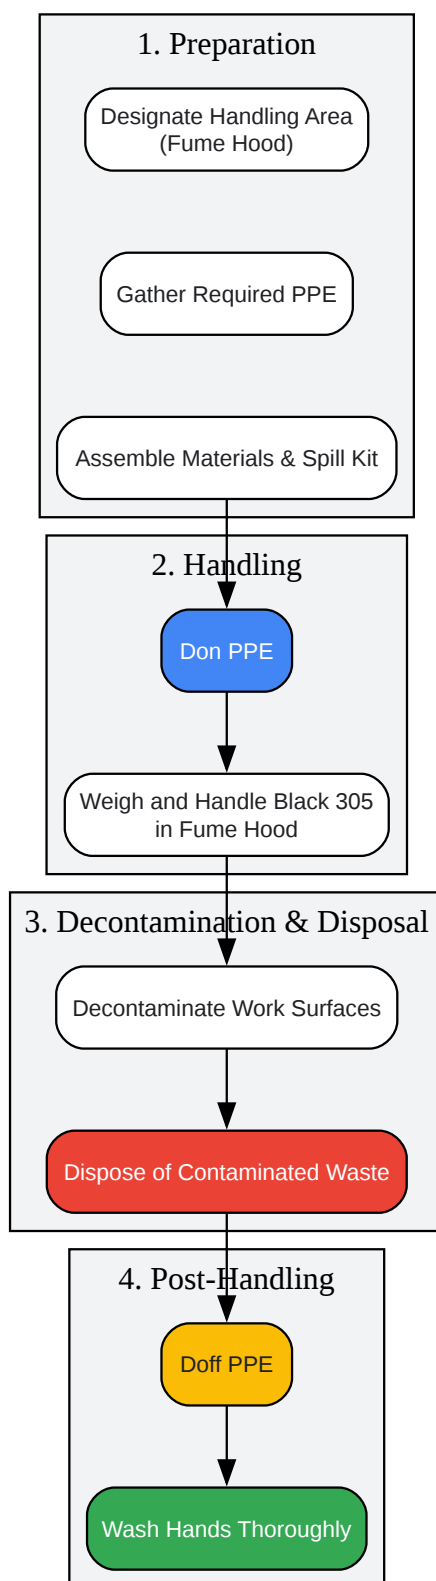 1. Preparation
Designate Handling Area
(Fume Hood)
Gather Required PPE
Assemble Materials & Spill Kit
2. Handling
Don PPE
Weigh and Handle Black 305
in Fume Hood
3. Decontamination & Disposal
Decontaminate Work Surfaces
Dispose of Contaminated Waste
4. Post-Handling
Doff PPE
Wash Hands Thoroughly